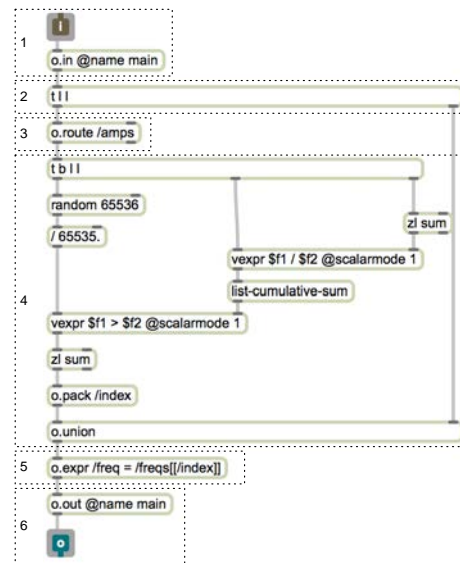 i
1
o.in @name main
2
t l l
3
o.route /amps
t b l l
random 65536
zl sum
/ 65535.
vexpr $f1 / $f2 @scalarmode 1
list-cumulative-sum
4
vexpr $f1 > $f2 @scalarmode 1
zl sum
o.pack /index
o.union
5
o.expr /freq = /freqs[[/index]]
o.out @name main
6
o